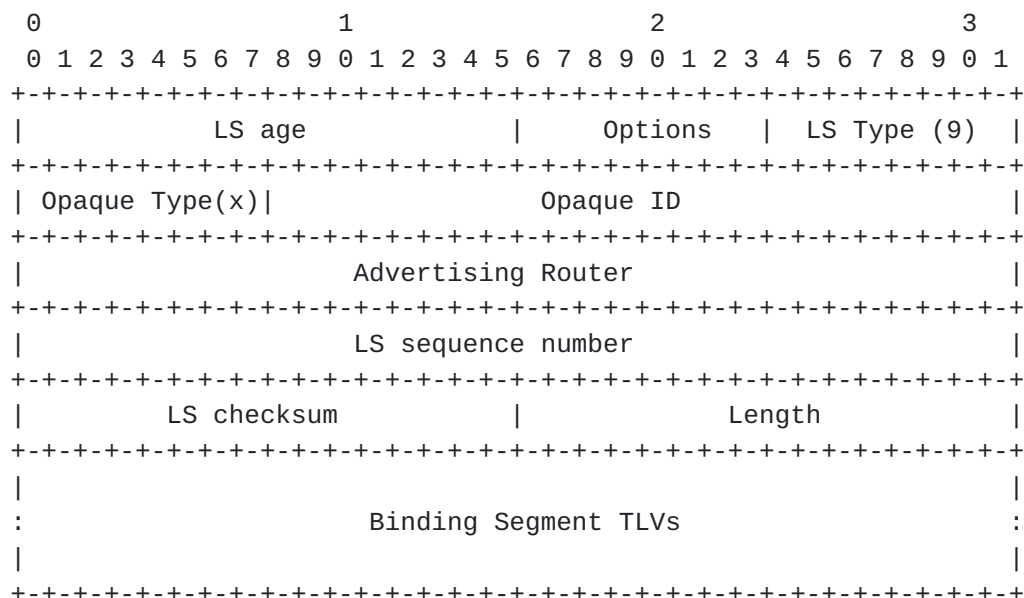 0                   1                   2                   3
 0 1 2 3 4 5 6 7 8 9 0 1 2 3 4 5 6 7 8 9 0 1 2 3 4 5 6 7 8 9 0 1
+-+-+-+-+-+-+-+-+-+-+-+-+-+-+-+-+-+-+-+-+-+-+-+-+-+-+-+-+-+-+-+-+
|            LS age             |     Options   |  LS Type (9)  |
+-+-+-+-+-+-+-+-+-+-+-+-+-+-+-+-+-+-+-+-+-+-+-+-+-+-+-+-+-+-+-+-+
| Opaque Type(x)|                 Opaque ID                     |
+-+-+-+-+-+-+-+-+-+-+-+-+-+-+-+-+-+-+-+-+-+-+-+-+-+-+-+-+-+-+-+-+
|                     Advertising Router                        |
+-+-+-+-+-+-+-+-+-+-+-+-+-+-+-+-+-+-+-+-+-+-+-+-+-+-+-+-+-+-+-+-+
|                     LS sequence number                        |
+-+-+-+-+-+-+-+-+-+-+-+-+-+-+-+-+-+-+-+-+-+-+-+-+-+-+-+-+-+-+-+-+
|         LS checksum           |             Length            |
+-+-+-+-+-+-+-+-+-+-+-+-+-+-+-+-+-+-+-+-+-+-+-+-+-+-+-+-+-+-+-+-+
|                                                               |
:                      Binding Segment TLVs                     :
|                                                               |
+-+-+-+-+-+-+-+-+-+-+-+-+-+-+-+-+-+-+-+-+-+-+-+-+-+-+-+-+-+-+-+-+